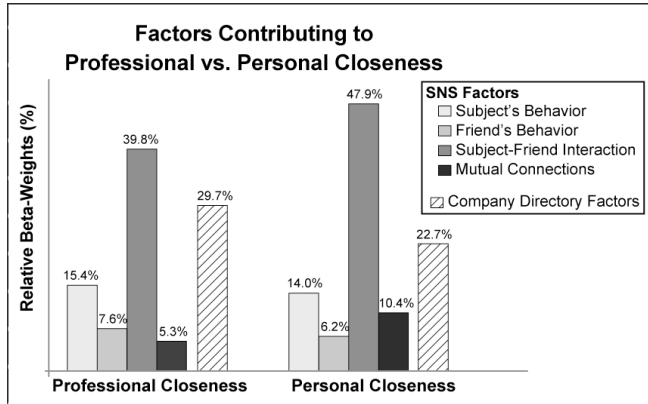 Factors Contributing to
Professional vs. Personal Closeness
Relative Beta-Weights (%)
SNS Factors
Subject's Behavior
Friend's Behavior
Subject-Friend Interaction
Mutual Connections
Company Directory Factors
15.4%
7.6%
39.8%
5.3%
29.7%
14.0%
6.2%
47.9%
10.4%
22.7%
Professional Closeness
Personal Closeness